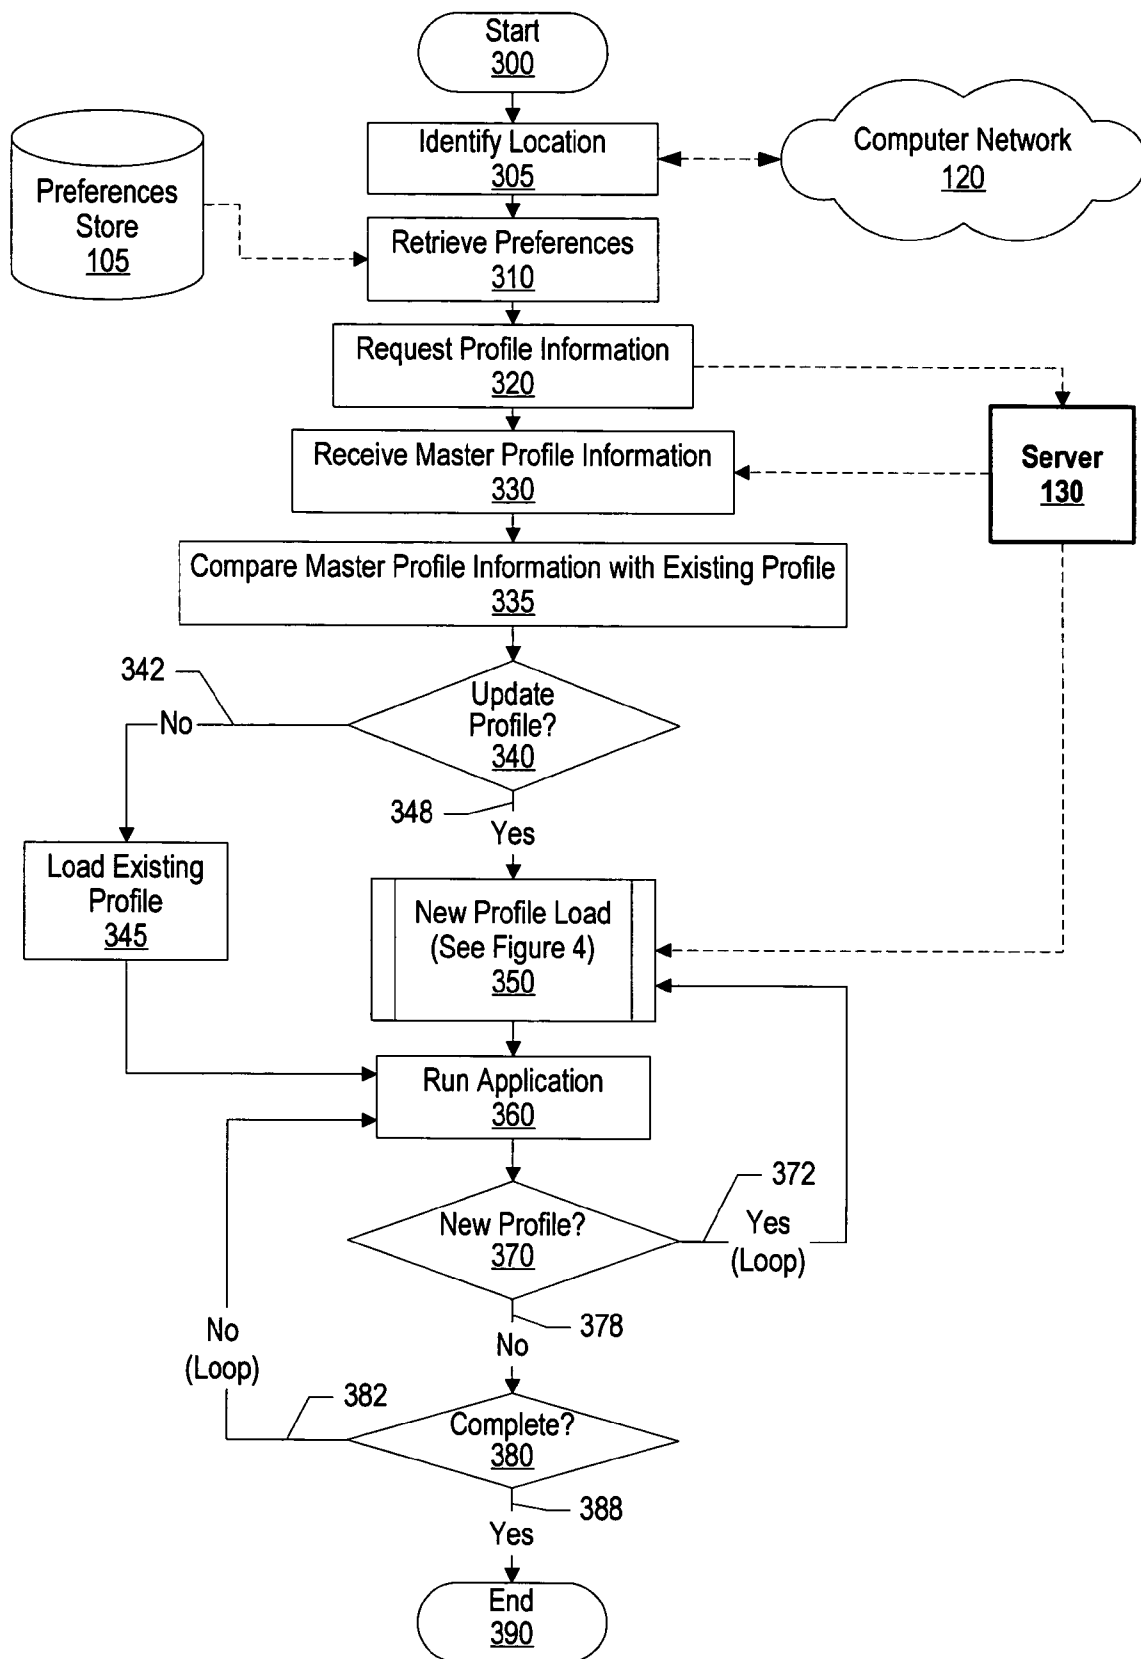 Start
300
Identify Location
305
Computer Network
120
Preferences
Store
105
Retrieve Preferences
310
Request Profile Information
320
Receive Master Profile Information
330
Server
130
Compare Master Profile Information with Existing Profile
335
342
Update
Profile?
340
No
348
Yes
Load Existing
Profile
345
New Profile Load
(See Figure 4)
350
Run Application
360
372
New Profile?
370
Yes
(Loop)
378
No
No
(Loop)
382
Complete?
380
388
Yes
End
390